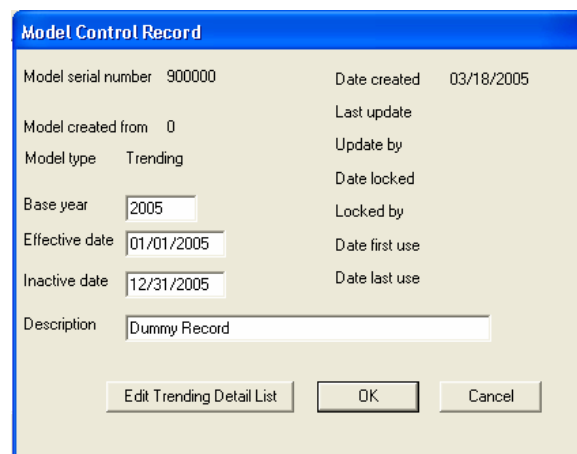 Model Control Record
Model serial number 900000
Date created 03/18/2005
Last update
Model created from 0
Update by
Model type Trending
Date locked
Base year 2005
Locked by
Effective date 01/01/2005
Date first use
Inactive date 12/31/2005
Date last use
Description Dummy Record
Edit Trending Detail List OK Cancel